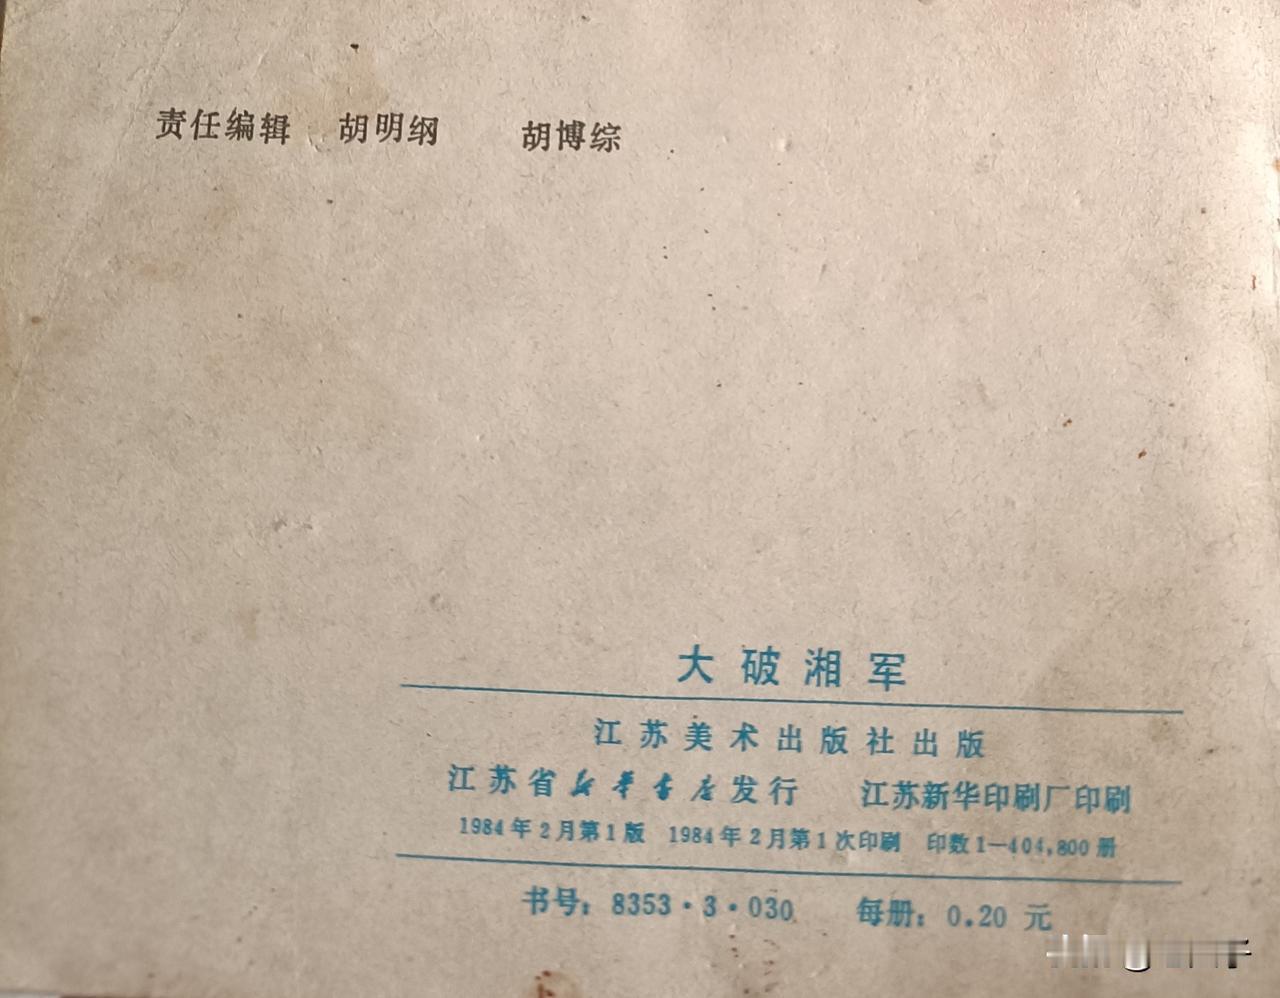 责任编辑 胡明纲 胡博综
大破湘军
江苏美术出版社出版
江苏省新华书店发行 江苏新华印刷厂印刷
1984年2月第1版 1984年2月第1次印刷 印数1—404,800册
书号：8353·3·030 每册：0.20元